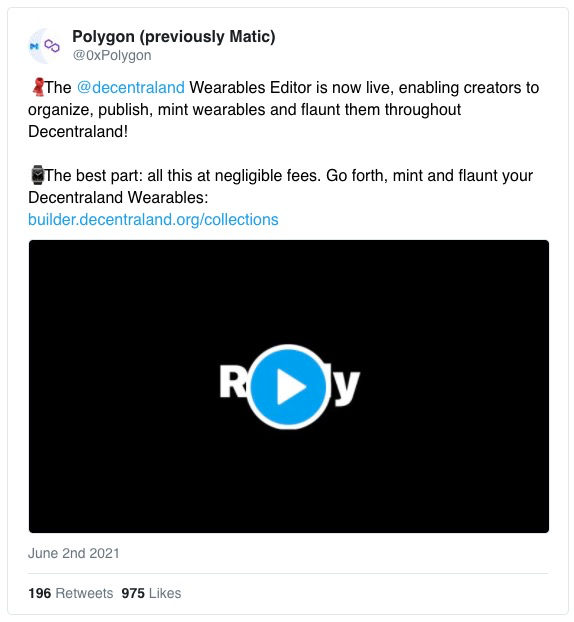 Polygon (previously Matic)
@0xPolygon
The @decentraland Wearables Editor is now live, enabling creators to
organize, publish, mint wearables and flaunt them throughout
Decentraland!
The best part: all this at negligible fees. Go forth, mint and flaunt your
Decentraland Wearables:
builder.decentraland.org/collections
June 2nd 2021
196 Retweets 975 Likes